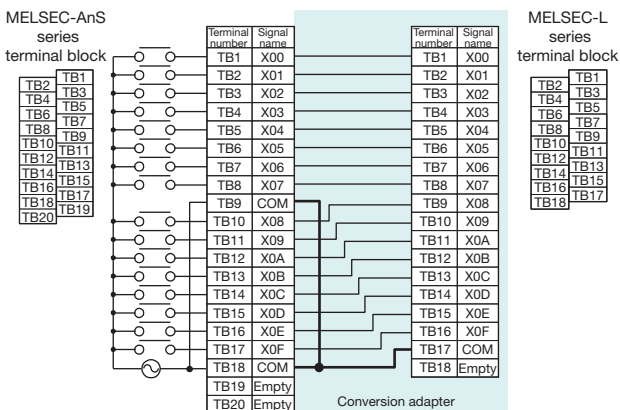 MELSEC-AnS
series
terminal block
TB1
TB2
TB3
TB4
TB5
TB6
TB7
TB8
TB9
TB10
TB11
TB12
TB13
TB14
TB15
TB16
TB17
TB18
TB19
TB20
Terminal number Signal name
TB1 X00
TB2 X01
TB3 X02
TB4 X03
TB5 X04
TB6 X05
TB7 X06
TB8 X07
TB9 COM
TB10 X08
TB11 X09
TB12 X0A
TB13 X0B
TB14 X0C
TB15 X0D
TB16 X0E
TB17 X0F
TB18 COM
TB19 Empty
TB20 Empty
Terminal number Signal name
TB1 X00
TB2 X01
TB3 X02
TB4 X03
TB5 X04
TB6 X05
TB7 X06
TB8 X07
TB9 X08
TB10 X09
TB11 X0A
TB12 X0B
TB13 X0C
TB14 X0D
TB15 X0E
TB16 X0F
TB17 COM
TB18 Empty
Conversion adapter
MELSEC-L
series
terminal block
TB1
TB2
TB3
TB4
TB5
TB6
TB7
TB8
TB9
TB10
TB11
TB12
TB13
TB14
TB15
TB16
TB17
TB18